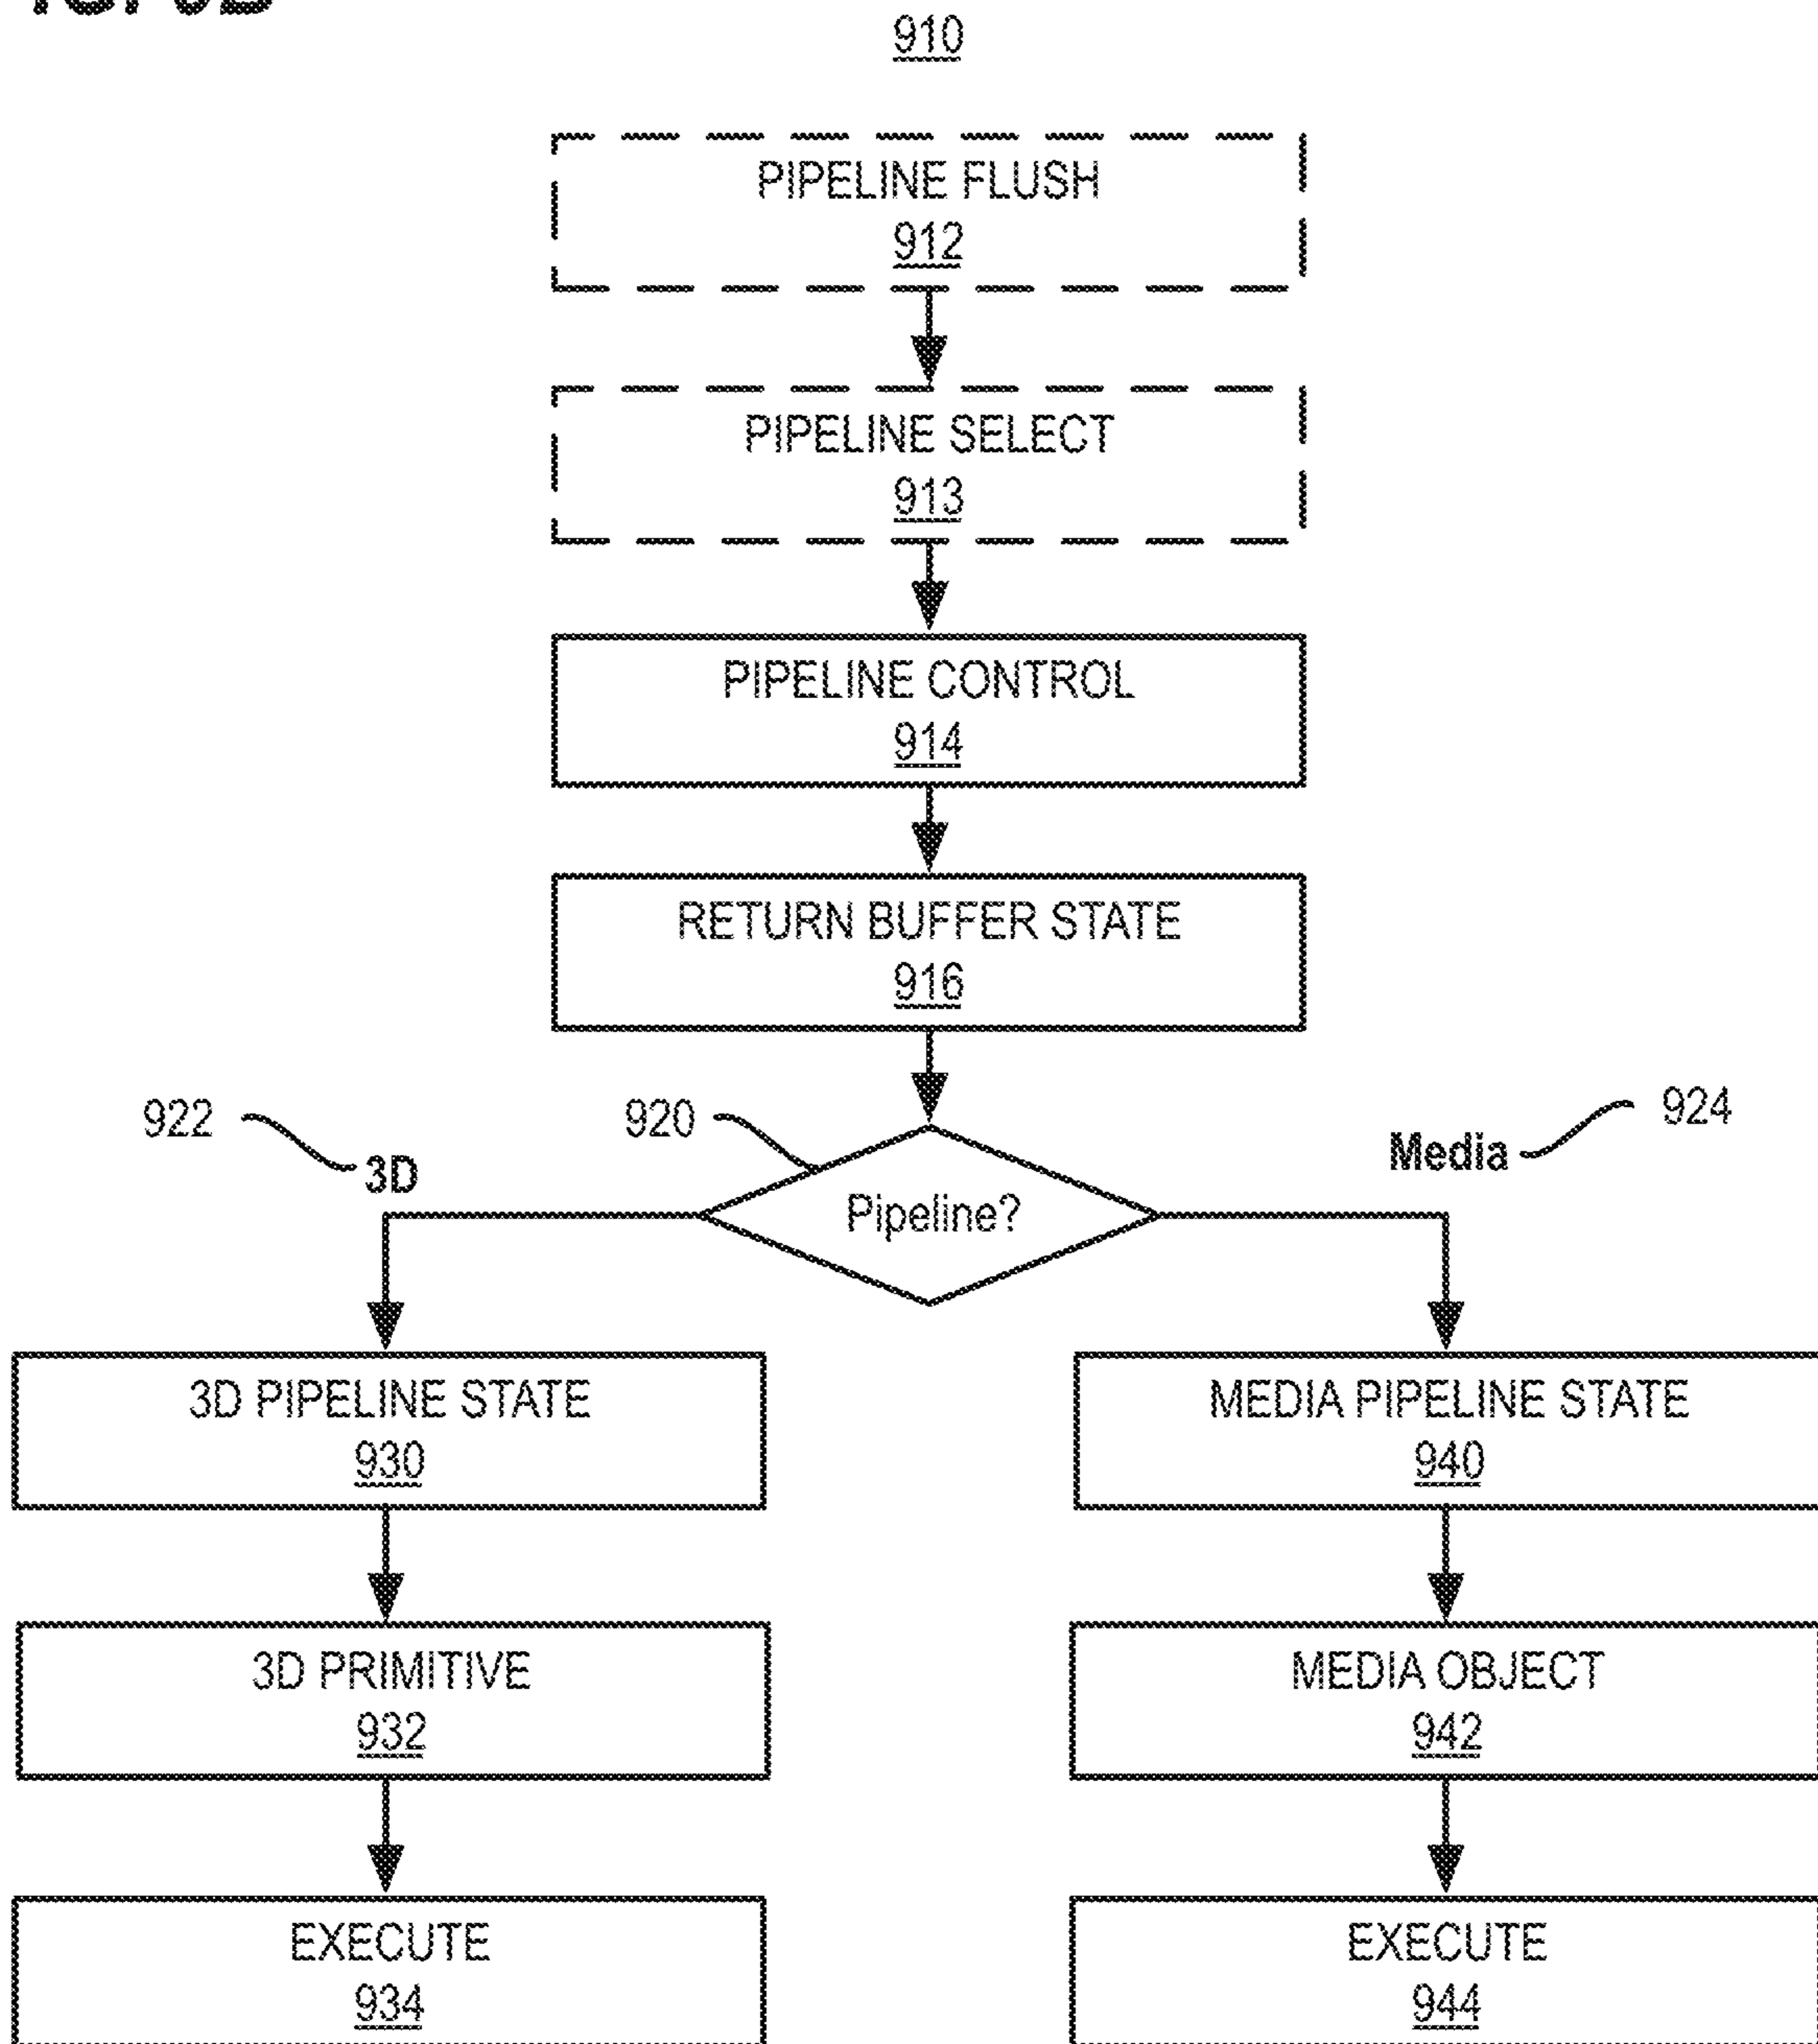 910
PIPELINE FLUSH
912
PIPELINE SELECT
913
PIPELINE CONTROL
914
RETURN BUFFER STATE
916
922
920
924
3D
Media
Pipeline?
3D PIPELINE STATE
930
MEDIA PIPELINE STATE
940
3D PRIMITIVE
932
MEDIA OBJECT
942
EXECUTE
934
EXECUTE
944